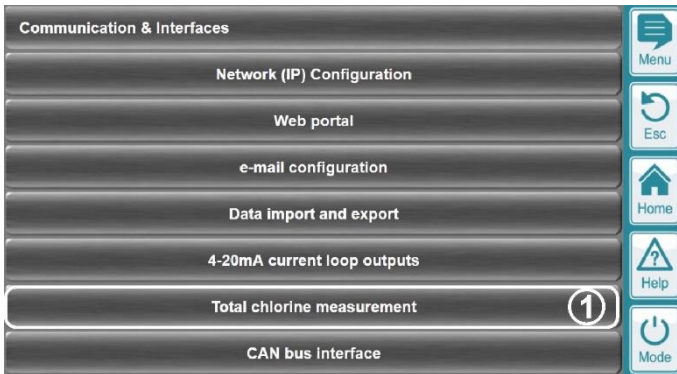 Communication & Interfaces
Menu
Network (IP) Configuration
Web portal
Esc
e-mail configuration
Data import and export
Home
4-20mA current loop outputs
Help
Total chlorine measurement ①
CAN bus interface
Mode